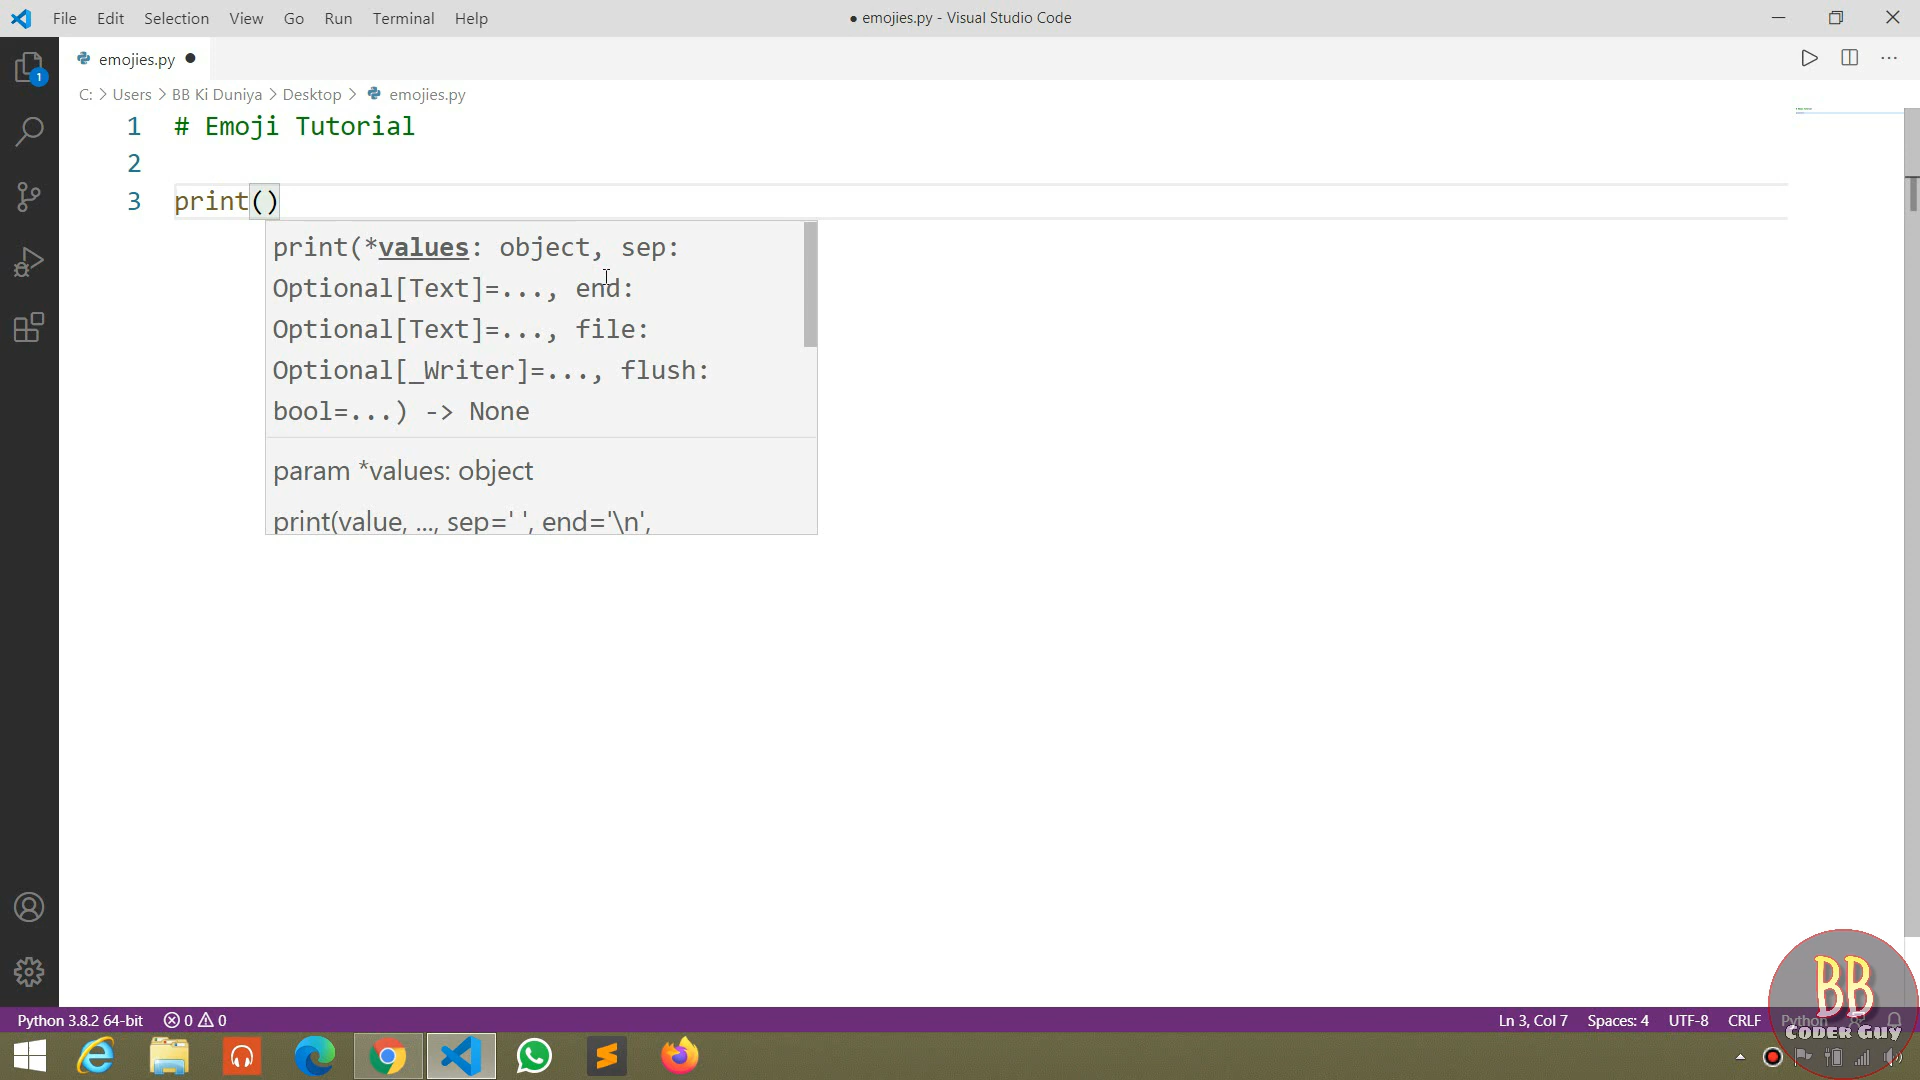 File Edit Selection View Go Run Terminal Help
● emojies.py - Visual Studio Code
emojies.py ●
1
C: > Users > BB Ki Duniya > Desktop > emojies.py
1 # Emoji Tutorial
2
3 print()
print(*values: object, sep:
Optional[Text]=..., end:
Optional[Text]=..., file:
Optional[_Writer]=..., flush:
bool=...) -> None
param *values: object
print(value, ..., sep=' ', end='\n',
Python 3.8.2 64-bit 0 0
Ln 3, Col 7 Spaces: 4 UTF-8 CRLF Python
BB
CODER GUY